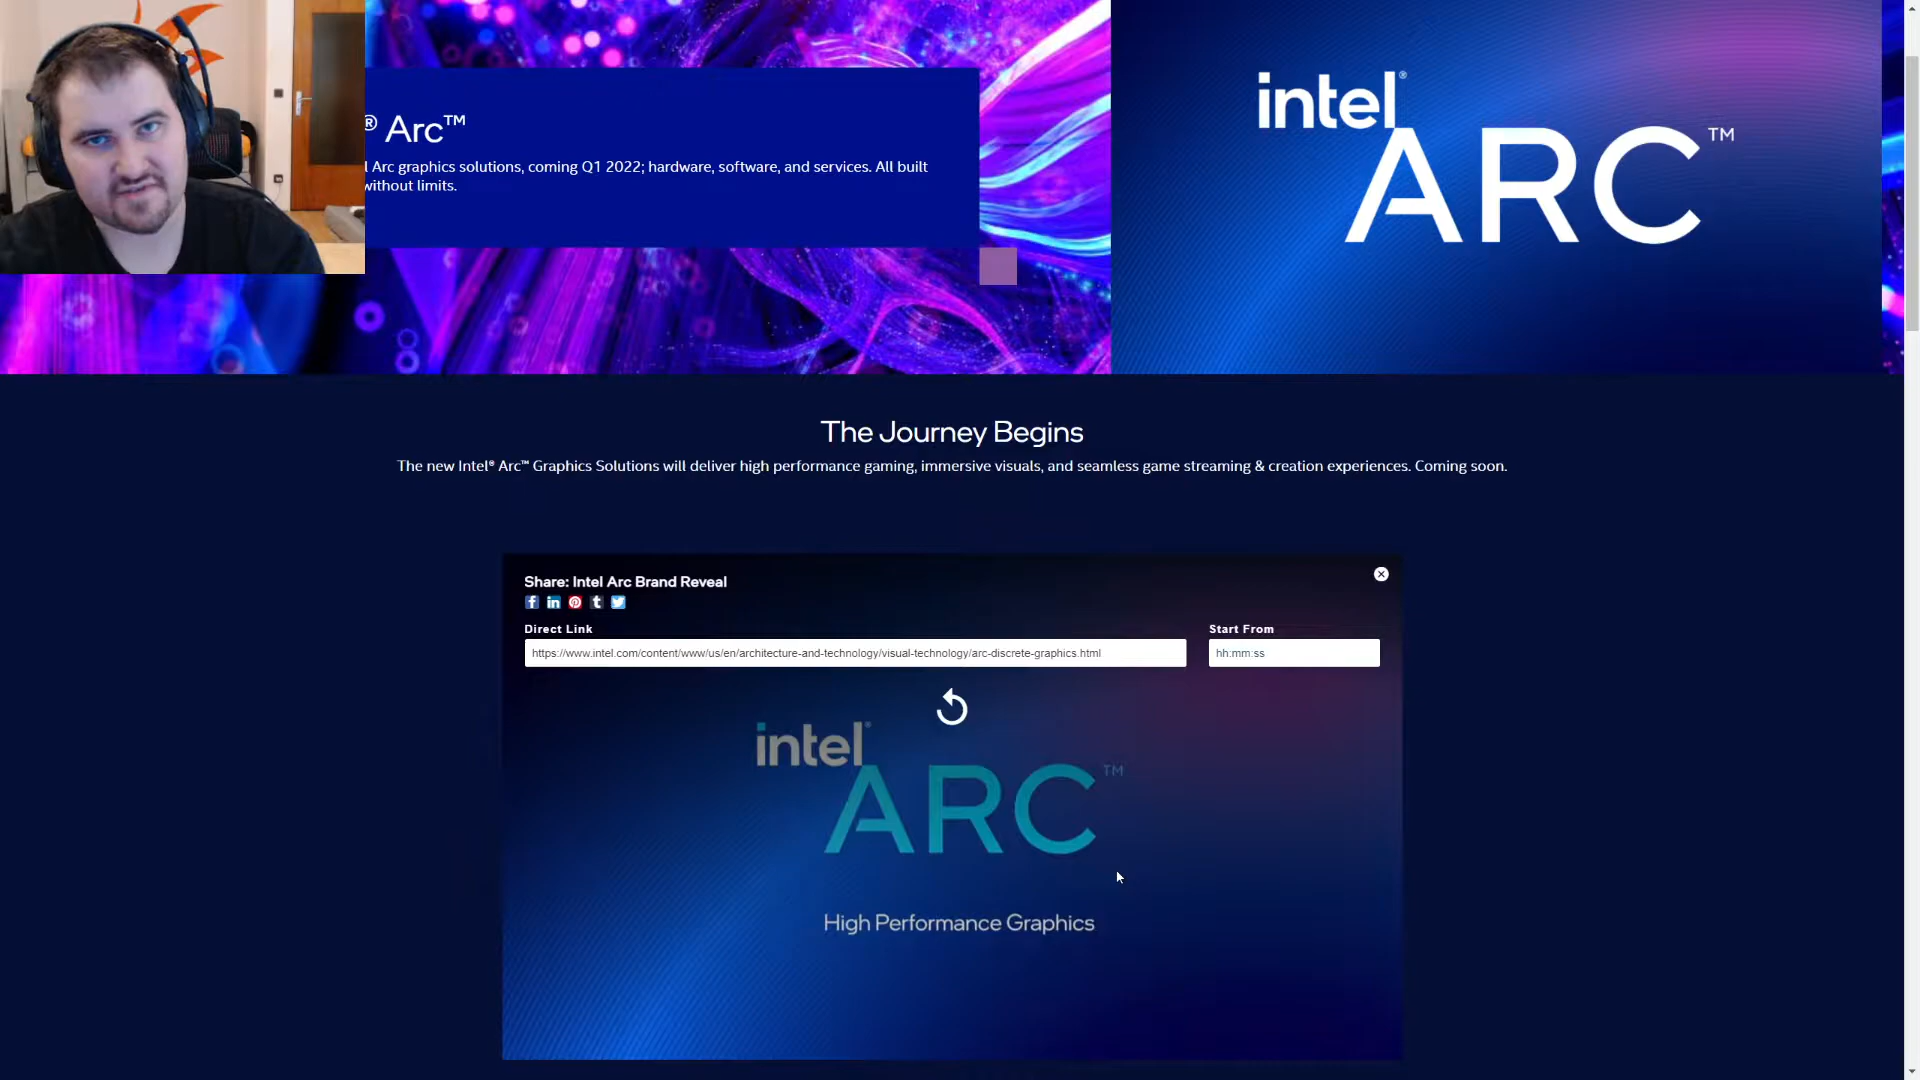 ® Arc™
l Arc graphics solutions, coming Q1 2022; hardware, software, and services. All built
without limits.
intel®
ARC™
The Journey Begins
The new Intel® Arc™ Graphics Solutions will deliver high performance gaming, immersive visuals, and seamless game streaming & creation experiences. Coming soon.
Share: Intel Arc Brand Reveal
Direct Link
Start From
https://www.intel.com/content/www/us/en/architecture-and-technology/visual-technology/arc-discrete-graphics.html
hh:mm:ss
intel®
ARC™
High Performance Graphics